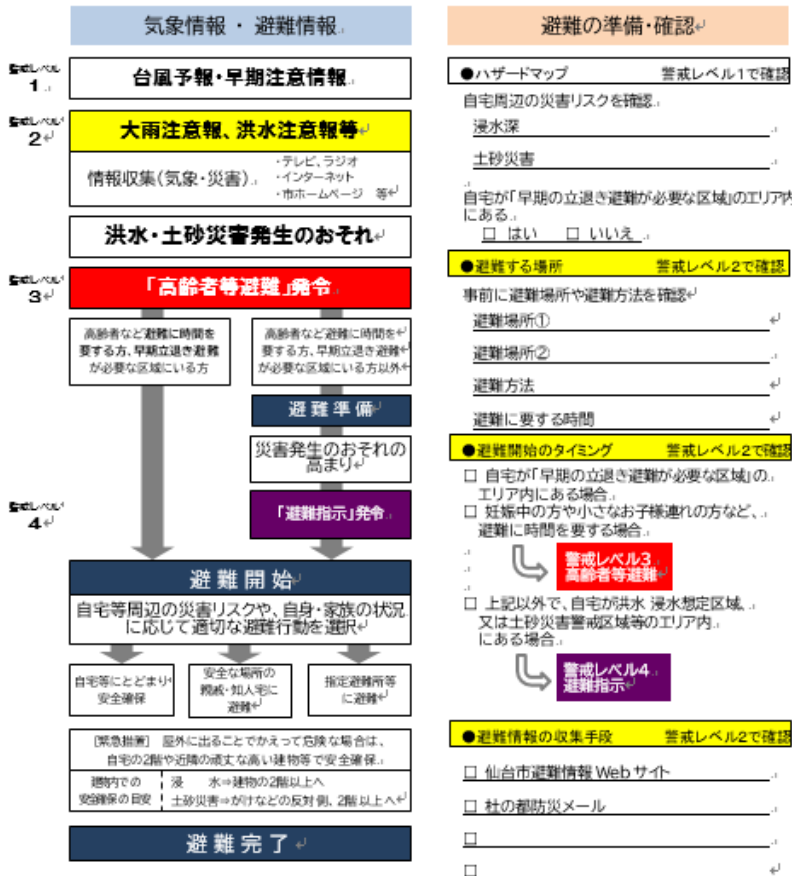 気象情報 ・ 避難情報
警戒レベル
1
台風予報・早期注意情報
警戒レベル
2
大雨注意報、洪水注意報等
情報収集(気象・災害)
・テレビ、ラジオ
・インターネット
・市ホームページ 等
洪水・土砂災害発生のおそれ
警戒レベル
3
「高齢者等避難」発令
高齢者など避難に時間を
要する方、早期立退き避難
が必要な区域にいる方
高齢者など避難に時間を
要する方、早期立退き避難
が必要な区域にいる方以外
避難準備
災害発生のおそれの
高まり
警戒レベル
4
「避難指示」発令
避難開始
自宅等周辺の災害リスクや、自身・家族の状況
に応じて適切な避難行動を選択
自宅等にとどまり
安全確保
安全な場所の
親戚・知人宅に
避難
指定避難所等
に避難
[緊急措置] 屋外に出ることでかえって危険な場合は、
自宅の2階や近隣の頑丈な高い建物等で安全確保
建物内での
安全確保の目安
浸 水⇒建物の2階以上へ
土砂災害⇒がけなどの反対側、2階以上へ
避難完了
避難の準備・確認
●ハザードマップ 警戒レベル1で確認
自宅周辺の災害リスクを確認
浸水深
土砂災害
自宅が「早期の立退き避難が必要な区域」のエリア内
にある
□ はい □ いいえ
●避難する場所 警戒レベル2で確認
事前に避難場所や避難方法を確認
避難場所①
避難場所②
避難方法
避難に要する時間
●避難開始のタイミング 警戒レベル2で確認
□ 自宅が「早期の立退き避難が必要な区域」の
エリア内にある場合
□ 妊娠中の方や小さなお子様連れの方など、
避難に時間を要する場合
警戒レベル3
高齢者等避難
□ 上記以外で、自宅が洪水 浸水想定区域、
又は土砂災害警戒区域等のエリア内
にある場合
警戒レベル4
避難指示
●避難情報の収集手段 警戒レベル2で確認
□ 仙台市避難情報 Web サイト
□ 杜の都防災メール
□
□